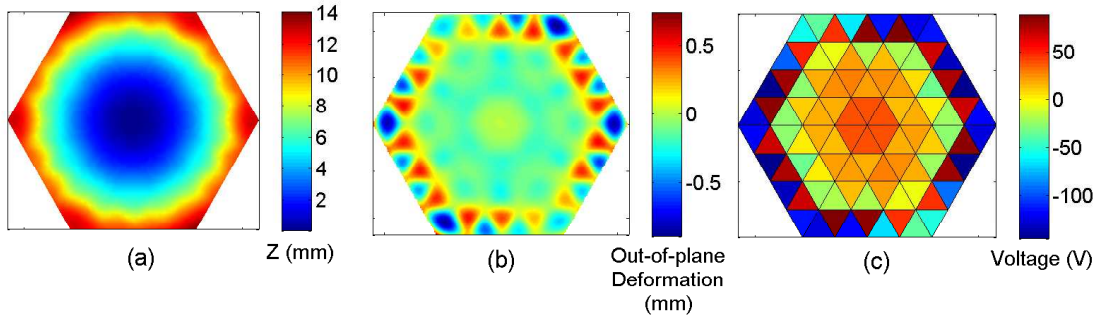 14
12
10
8
6
4
2
Z (mm)
(a)
0.5
0
-0.5
Out-of-plane
Deformation
(mm)
(b)
50
0
-50
-100
Voltage (V)
(c)